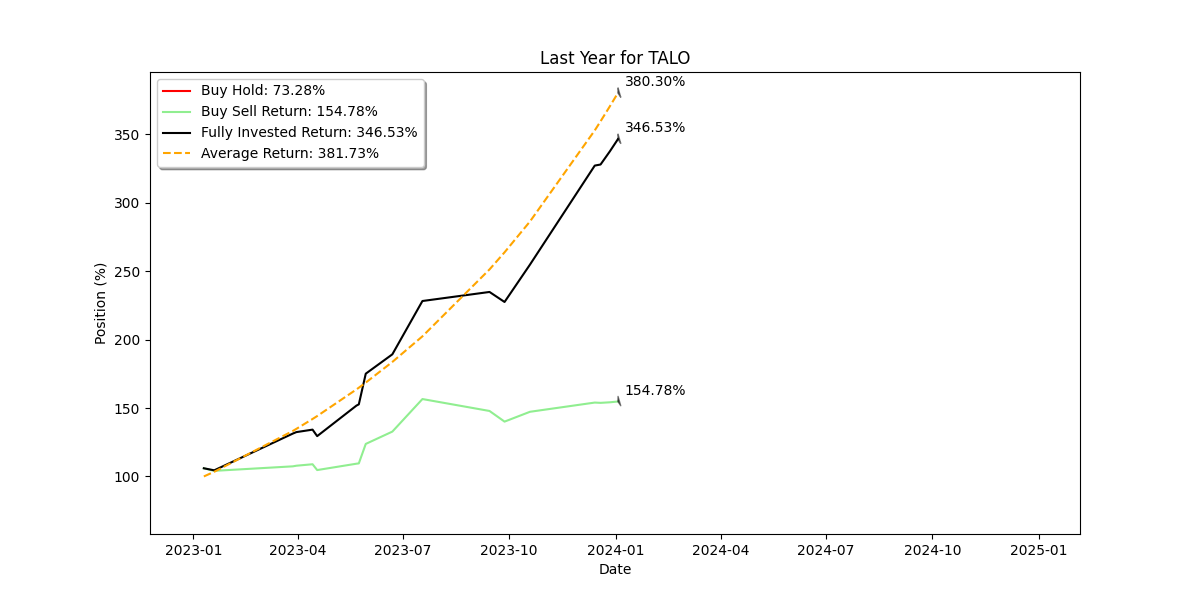 Last Year for TALO
Buy Hold: 73.28%
Buy Sell Return: 154.78%
Fully Invested Return: 346.53%
Average Return: 381.73%
380.30%
346.53%
154.78%
Position (%)
350
300
250
200
150
100
2023-01 2023-04 2023-07 2023-10 2024-01 2024-04 2024-07 2024-10 2025-01
Date